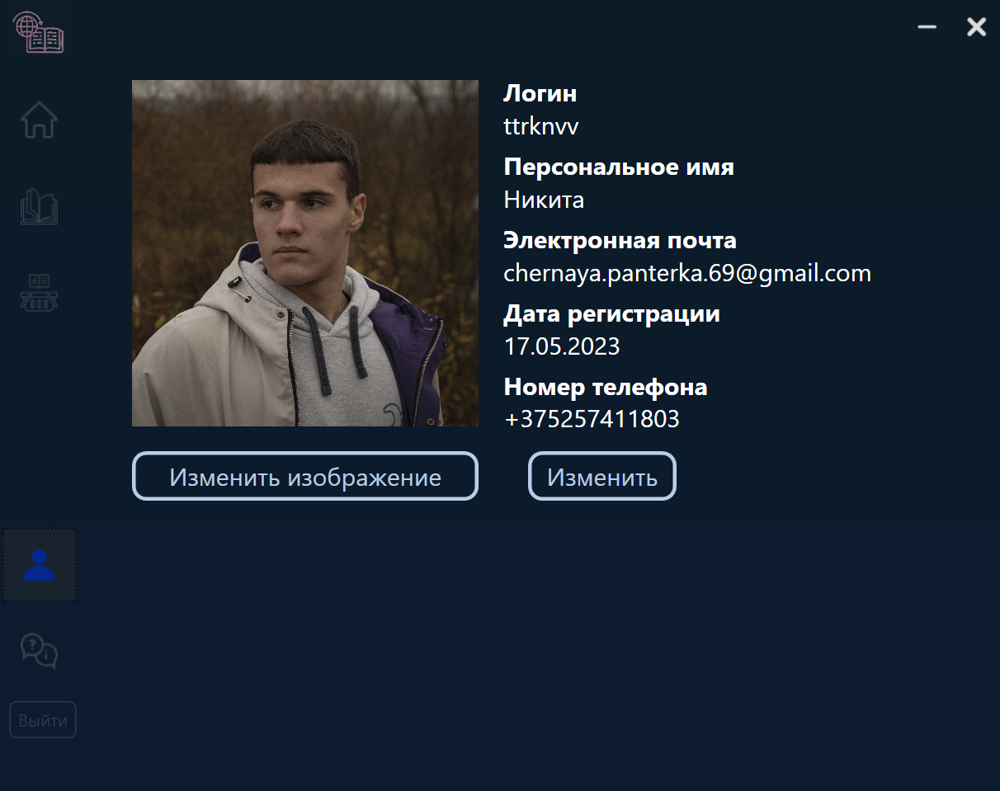 Логин
ttrknvv
Персональное имя
Никита
Электронная почта
chernaya.panterka.69@gmail.com
Дата регистрации
17.05.2023
Номер телефона
+375257411803
Изменить изображение
Изменить
Выйти